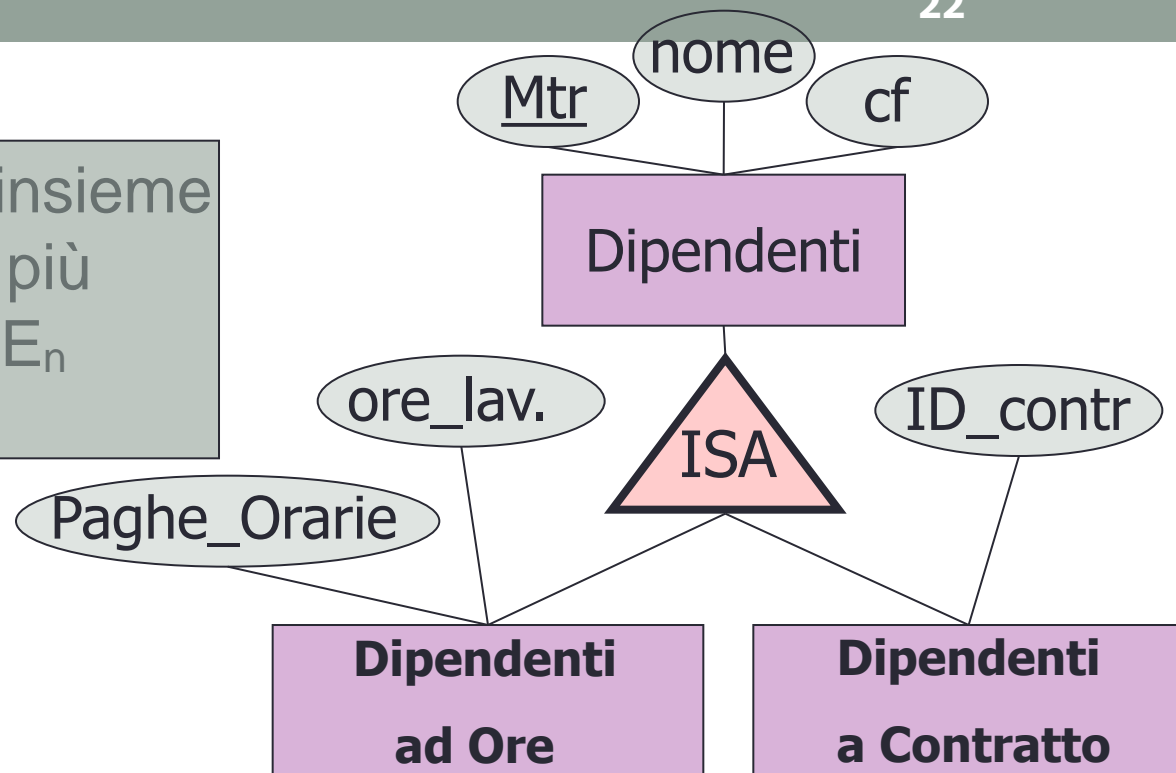 22
nome
Mtr
cf
insieme
più
En
Dipendenti
ore_lav.
ID_contr
ISA
Paghe_Orarie
Dipendenti
ad Ore
Dipendenti
a Contratto